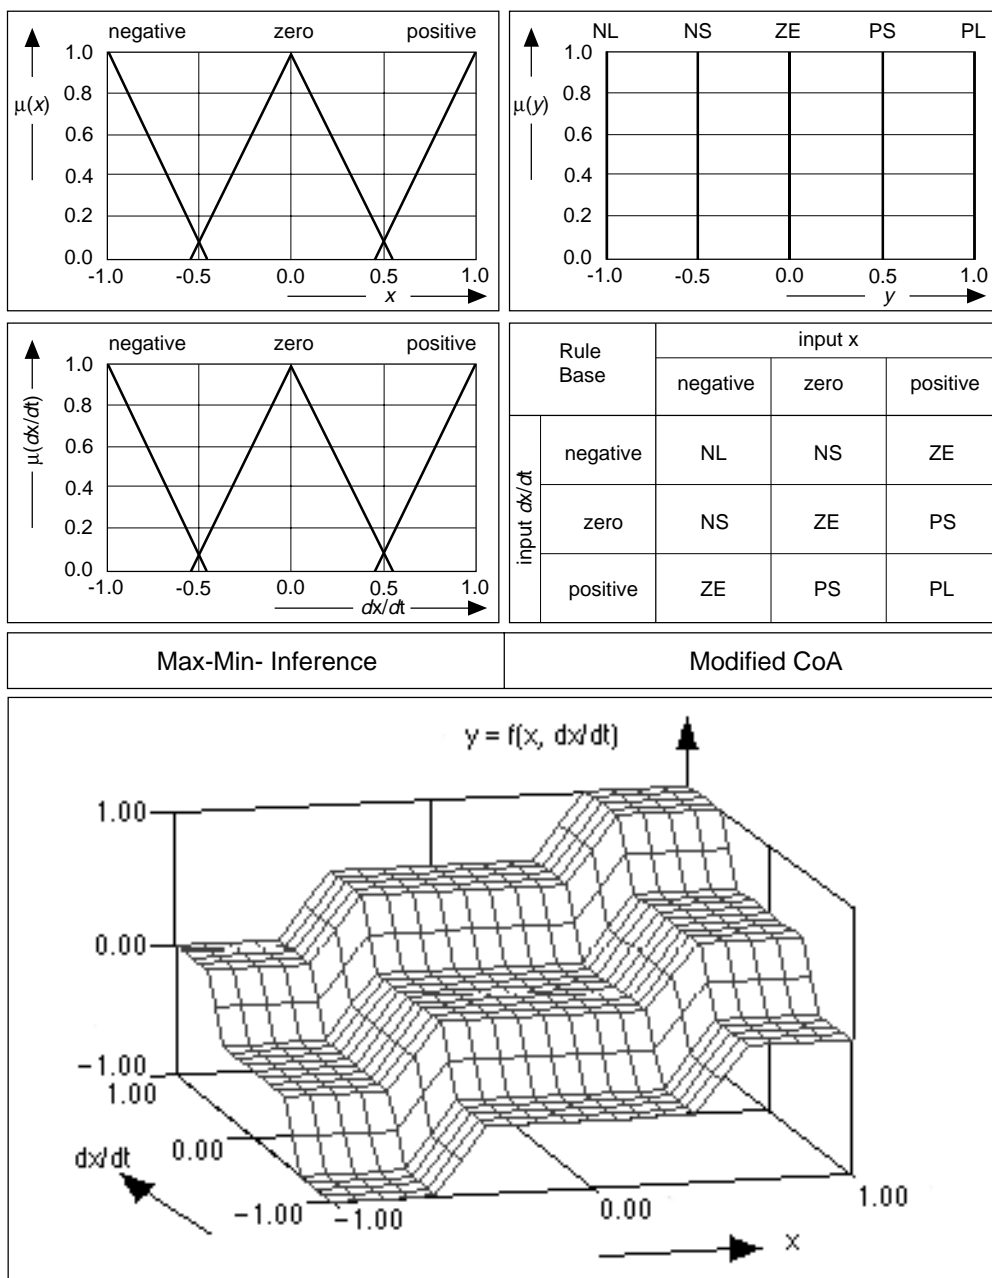 negative zero positive
1.0
0.8
μ(x)
0.6
0.4
0.2
0.0
-1.0 -0.5 0.0 0.5 1.0
x
NL NS ZE PS PL
1.0
0.8
μ(y)
0.6
0.4
0.2
0.0
-1.0 -0.5 0.0 0.5 1.0
y
negative zero positive
1.0
0.8
μ(dx/dt)
0.6
0.4
0.2
0.0
-1.0 -0.5 0.0 0.5 1.0
dx/dt
Rule
Base
input x
negative zero positive
input dx/dt
negative NL NS ZE
zero NS ZE PS
positive ZE PS PL
Max-Min- Inference
Modified CoA
y = f(x, dx/dt)
1.00
0.00
-1.00
1.00
0.00
dx/dt
-1.00
-1.00
0.00
1.00
x